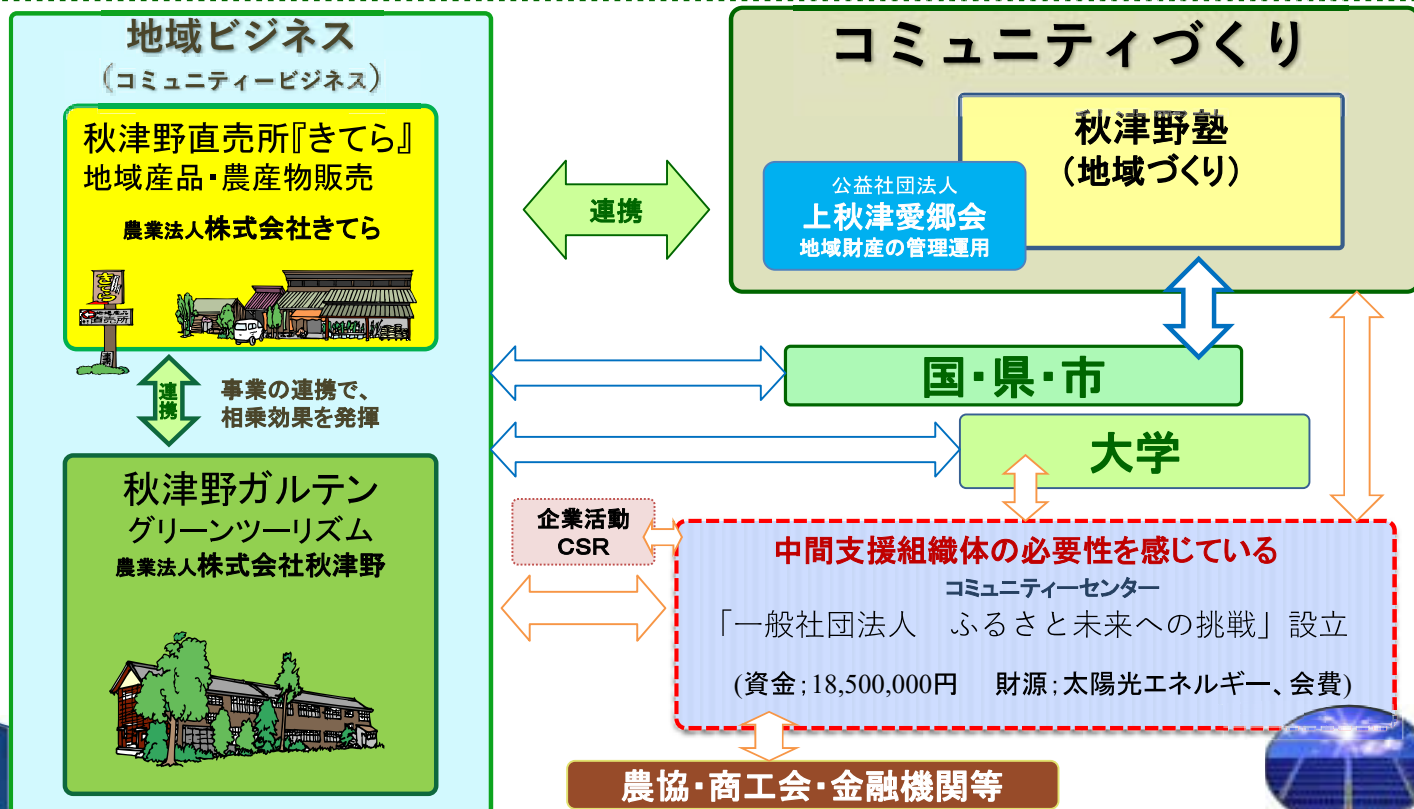 地域ビジネス
(コミュニティービジネス)
秋津野直売所『きてら』
地域産品・農産物販売
農業法人株式会社きてら
きてら
直売所
連携
事業の連携で、
相乗効果を発揮
秋津野ガルテン
グリーンツーリズム
農業法人株式会社秋津野
連携
コミュニティづくり
秋津野塾
(地域づくり)
公益社団法人
上秋津愛郷会
地域財産の管理運用
国・県・市
大学
企業活動
CSR
中間支援組織体の必要性を感じている
コミュニティーセンター
「一般社団法人　ふるさと未来への挑戦」設立
(資金;18,500,000円　財源;太陽光エネルギー、会費)
農協・商工会・金融機関等